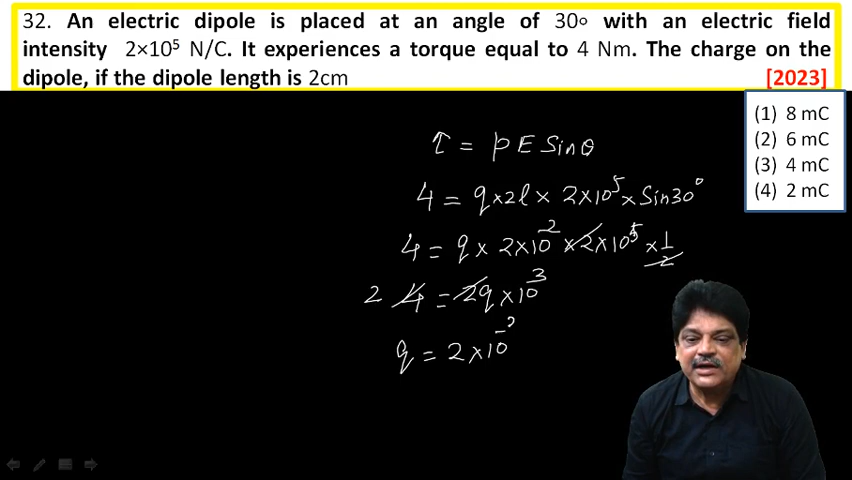 32. An electric dipole is placed at an angle of 30∘ with an electric field
intensity 2×10⁵ N/C. It experiences a torque equal to 4 Nm. The charge on the
dipole, if the dipole length is 2cm [2023]
(1) 8 mC
(2) 6 mC
(3) 4 mC
(4) 2 mC
τ = pE Sinθ
4 = q×2l × 2×10⁵ × Sin30°
4 = q × 2×10⁻² × 2×10⁵ × 1/2
2 4 = 2q × 10³
q = 2×10⁻³